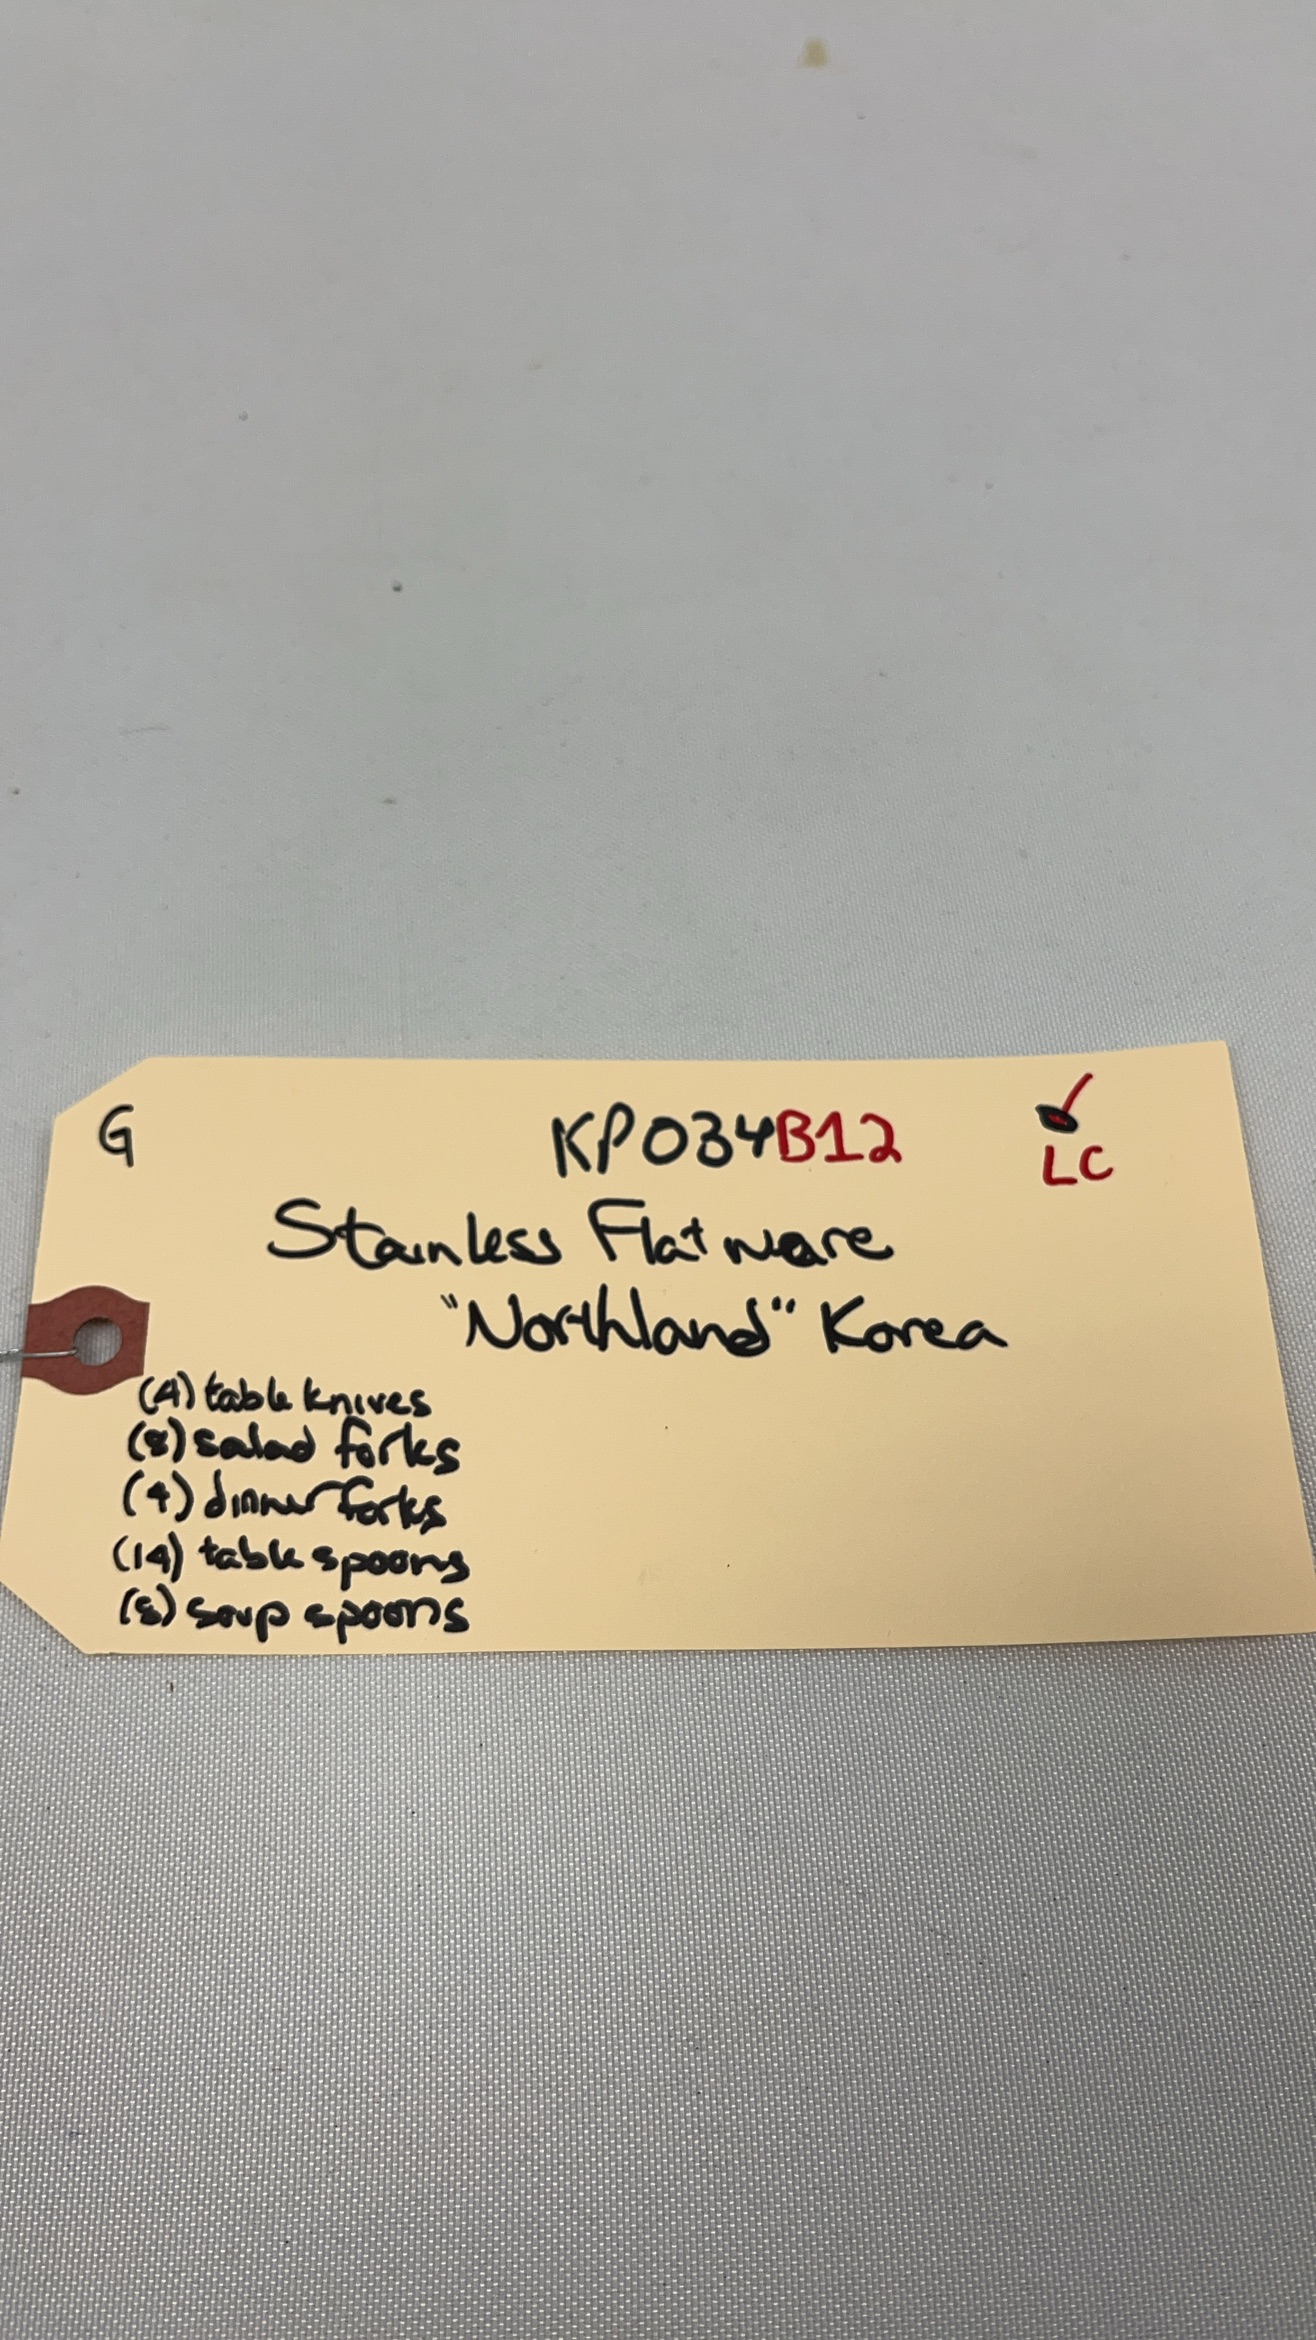 G KP034B12
LC
Stainless Flatware
"Northland" Korea
(4) table knives
(8) salad forks
(4) dinner forks
(14) table spoons
(8) soup spoons